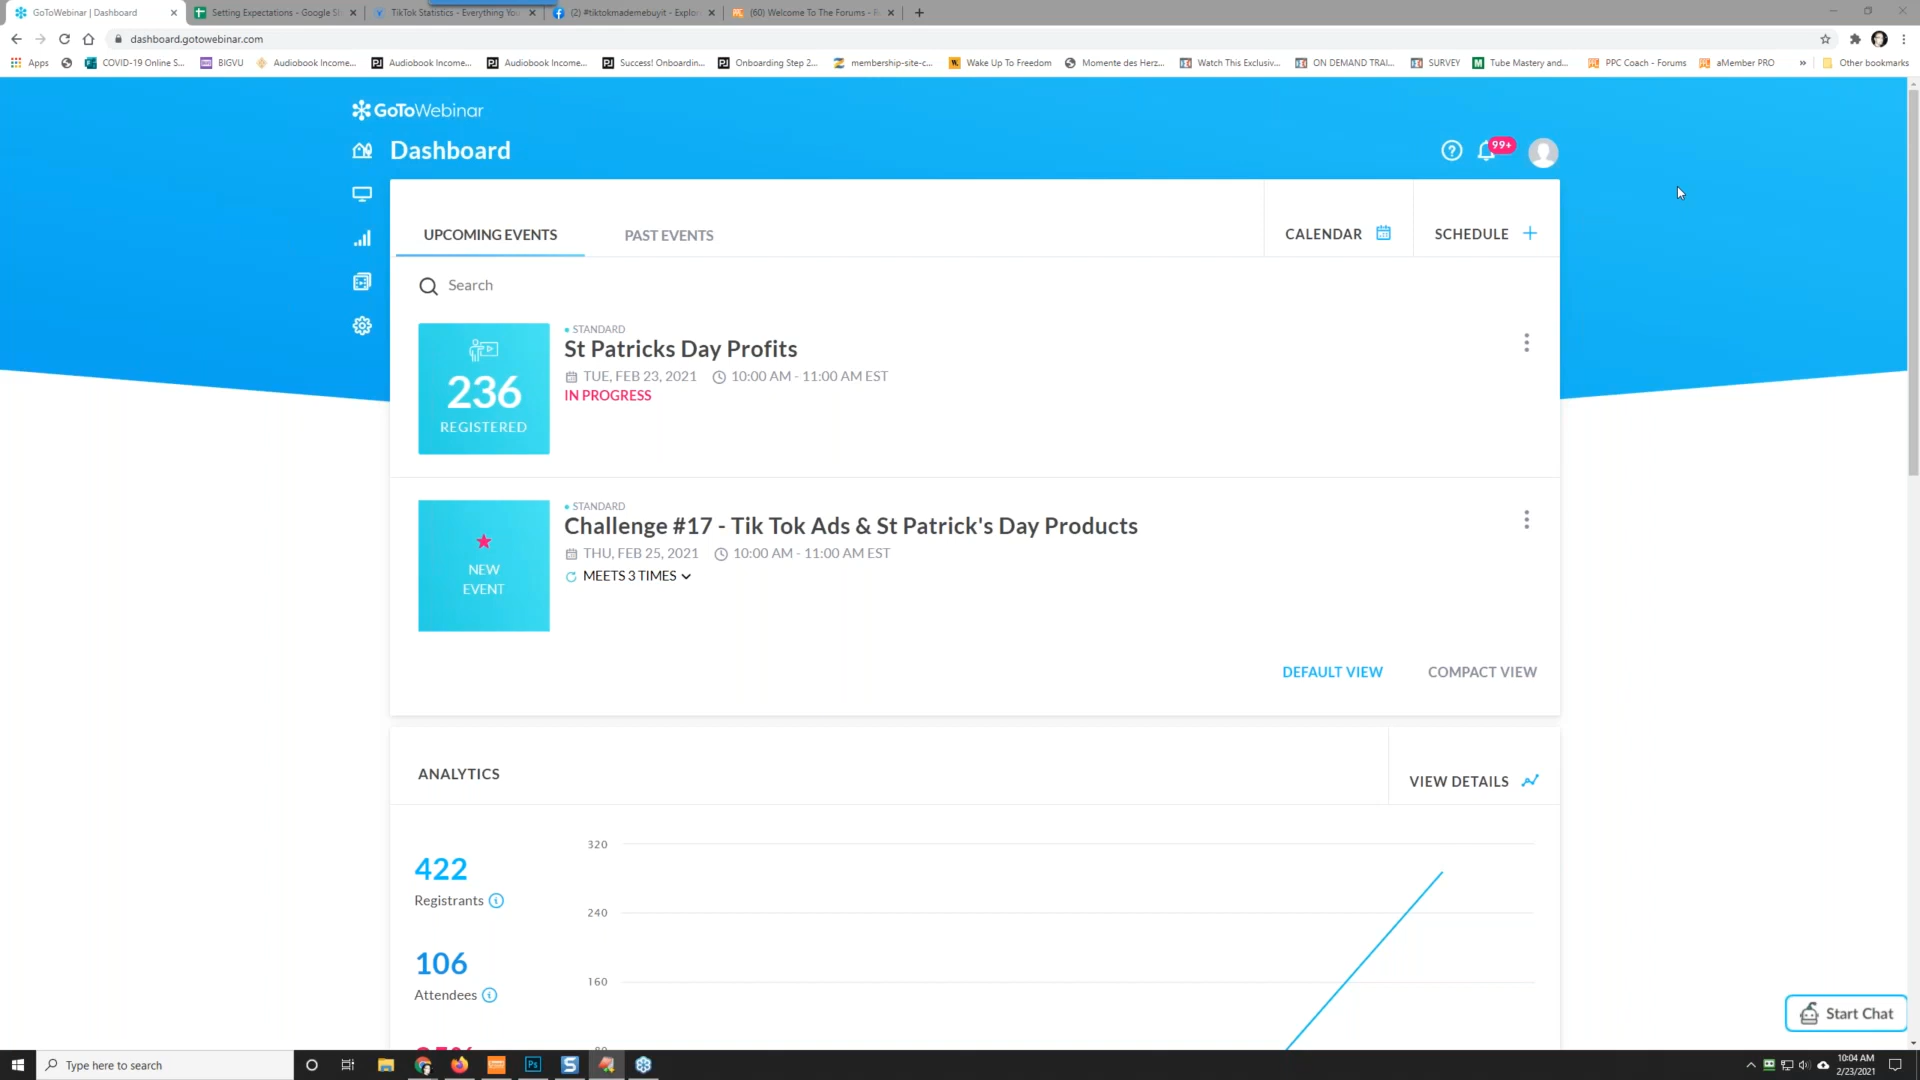 GoToWebinar | Dashboard
Setting Expectations - Google Sh
TikTok Statistics - Everything You
(2) #tiktokmademebuyit - Explor
(60) Welcome To The Forums - P
dashboard.gotowebinar.com
Apps
COVID-19 Online S...
BIGVU
Audiobook Income...
Audiobook Income...
Audiobook Income...
Success! Onboardin...
Onboarding Step 2...
membership-site-c...
Wake Up To Freedom
Momente des Herz...
Watch This Exclusiv...
ON DEMAND TRAI...
SURVEY
Tube Mastery and...
PPC Coach - Forums
aMember PRO
»
Other bookmarks
GoToWebinar
Dashboard
99+
UPCOMING EVENTS
PAST EVENTS
CALENDAR
SCHEDULE
Search
236
REGISTERED
STANDARD
St Patricks Day Profits
TUE, FEB 23, 2021 10:00 AM - 11:00 AM EST
IN PROGRESS
NEW
EVENT
STANDARD
Challenge #17 - Tik Tok Ads & St Patrick's Day Products
THU, FEB 25, 2021 10:00 AM - 11:00 AM EST
MEETS 3 TIMES
DEFAULT VIEW
COMPACT VIEW
ANALYTICS
VIEW DETAILS
422
Registrants
106
Attendees
320
240
160
Start Chat
Type here to search
Ps
10:04 AM
2/23/2021